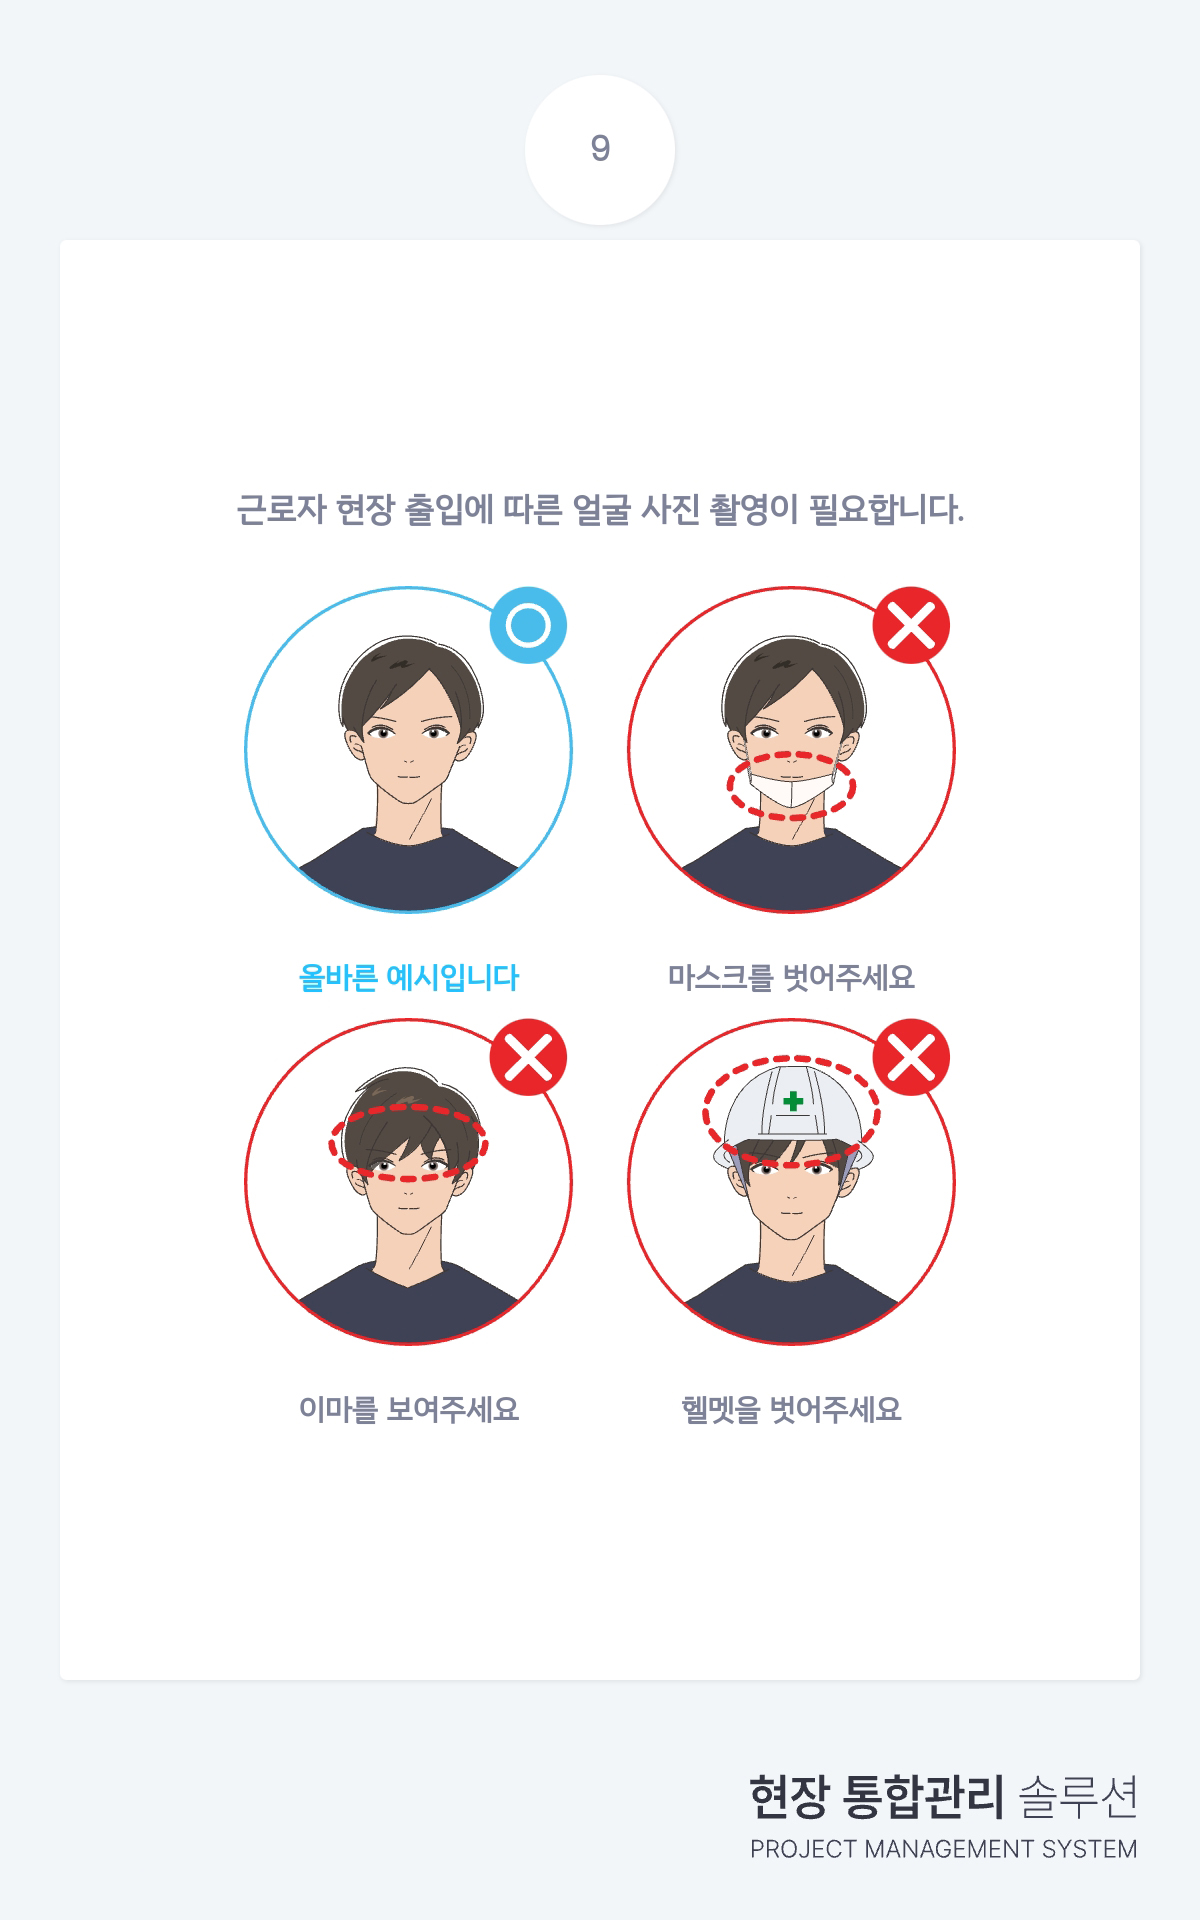 9
근로자 현장 출입에 따른 얼굴 사진 촬영이 필요합니다.
올바른 예시입니다
마스크를 벗어주세요
이마를 보여주세요
헬멧을 벗어주세요
현장 통합관리 솔루션
PROJECT MANAGEMENT SYSTEM